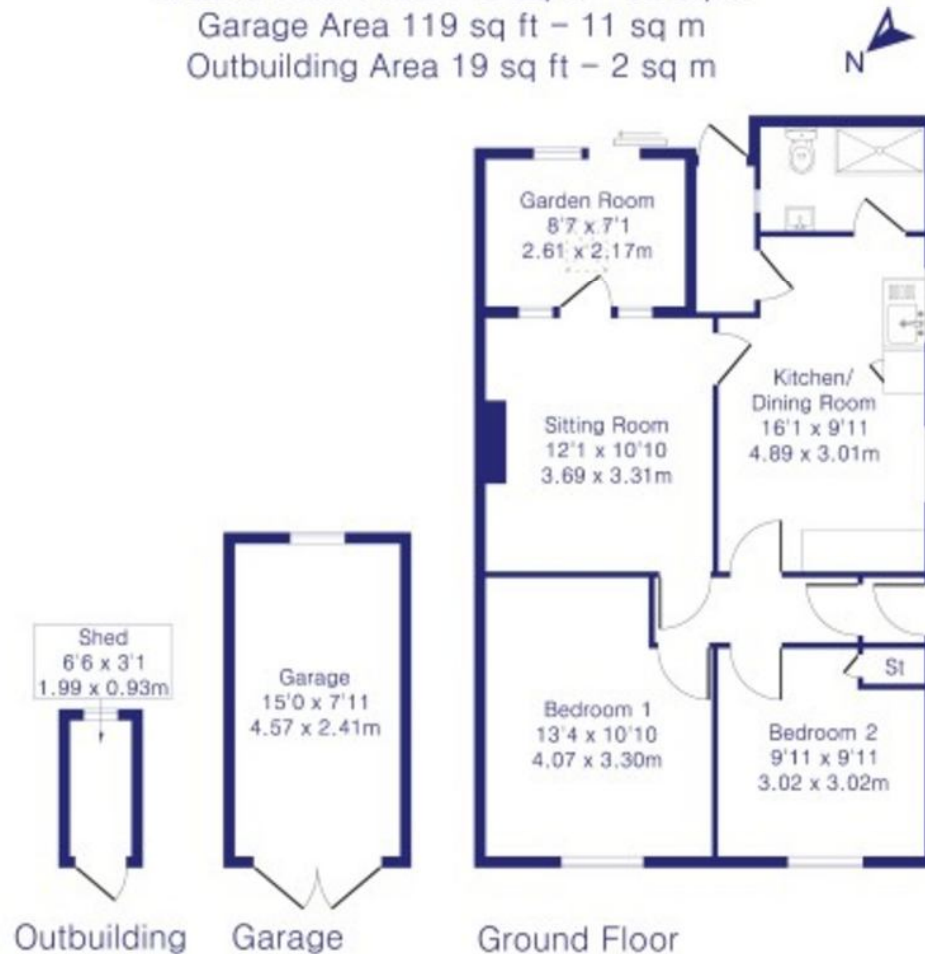 Garage Area 119 sq ft – 11 sq m
Outbuilding Area 19 sq ft – 2 sq m
N
Garden Room
8'7 x 7'1
2.61 x 2.17m
Kitchen/
Dining Room
16'1 x 9'11
4.89 x 3.01m
Sitting Room
12'1 x 10'10
3.69 x 3.31m
Shed
6'6 x 3'1
1.99 x 0.93m
Garage
15'0 x 7'11
4.57 x 2.41m
St
Bedroom 1
13'4 x 10'10
4.07 x 3.30m
Bedroom 2
9'11 x 9'11
3.02 x 3.02m
Outbuilding
Garage
Ground Floor